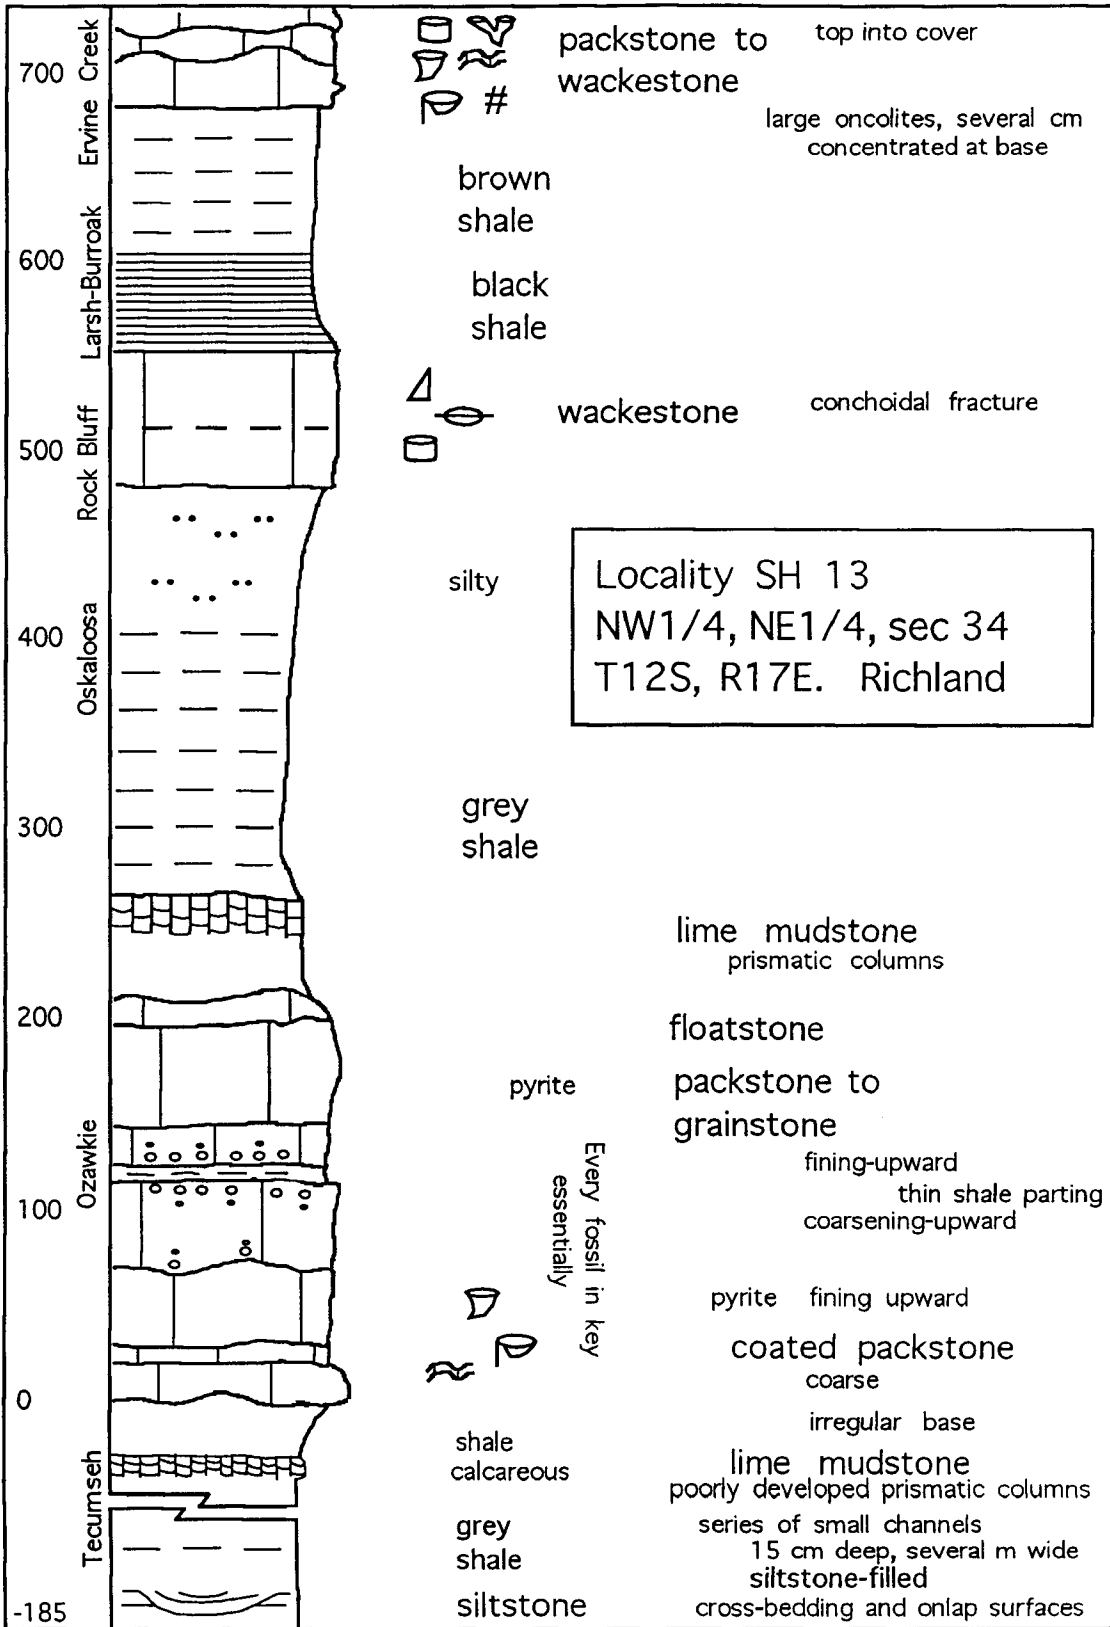 packstone to
wackestone
top into cover
700
Ervine Creek
#
large oncolites, several cm
concentrated at base
brown
shale
600
Larsh-Burroak
black
shale
wackestone
conchoidal fracture
500
Rock Bluff
silty
Locality SH 13
NW1/4, NE1/4, sec 34
T12S, R17E. Richland
400
Oskaloosa
300
grey
shale
lime mudstone
prismatic columns
200
floatstone
pyrite
packstone to
grainstone
Ozawkie
Every fossil in key
essentially
fining-upward
thin shale parting
coarsening-upward
100
pyrite fining upward
coated packstone
coarse
0
irregular base
shale
calcareous
lime mudstone
poorly developed prismatic columns
Tecumseh
grey
shale
series of small channels
15 cm deep, several m wide
siltstone-filled
-185
siltstone
cross-bedding and onlap surfaces